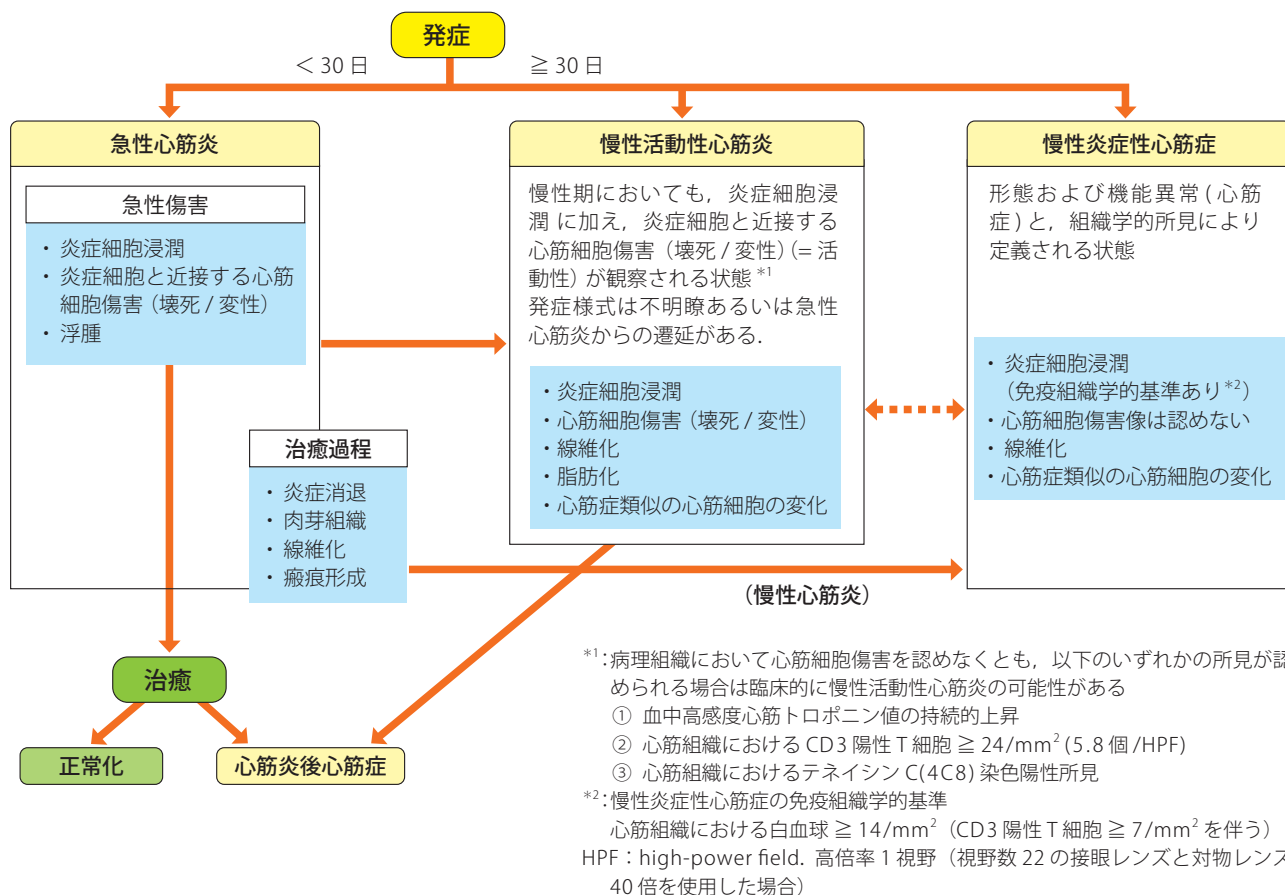 発症
< 30 日
≧ 30 日
急性心筋炎
急性傷害
・ 炎症細胞浸潤
・ 炎症細胞と近接する心筋
細胞傷害（壊死 / 変性）
・ 浮腫
治癒過程
・ 炎症消退
・ 肉芽組織
・ 線維化
・ 瘢痕形成
慢性活動性心筋炎
慢性期においても，炎症細胞浸
潤 に加え，炎症細胞と近接する
心筋細胞傷害（壊死 / 変性）(= 活
動性）が観察される状態 *1
発症様式は不明瞭あるいは急性
心筋炎からの遷延がある．
・炎症細胞浸潤
・心筋細胞傷害（壊死 / 変性）
・線維化
・脂肪化
・心筋症類似の心筋細胞の変化
慢性炎症性心筋症
形態および機能異常 ( 心筋
症 ) と，組織学的所見により
定義される状態
・ 炎症細胞浸潤
（免疫組織学的基準あり *2）
・心筋細胞傷害像は認めない
・ 線維化
・心筋症類似の心筋細胞の変化
（慢性心筋炎）
治癒
正常化
心筋炎後心筋症
*1：病理組織において心筋細胞傷害を認めなくとも，以下のいずれかの所見が認
められる場合は臨床的に慢性活動性心筋炎の可能性がある
① 血中高感度心筋トロポニン値の持続的上昇
② 心筋組織における CD3 陽性 T 細胞 ≧ 24/mm2 (5.8 個 /HPF)
③ 心筋組織におけるテネイシン C(4C8) 染色陽性所見
*2：慢性炎症性心筋症の免疫組織学的基準
心筋組織における白血球 ≧ 14/mm2（CD3 陽性 T 細胞 ≧ 7/mm2 を伴う）
HPF：high-power field. 高倍率 1 視野（視野数 22 の接眼レンズと対物レンズ
40 倍を使用した場合）